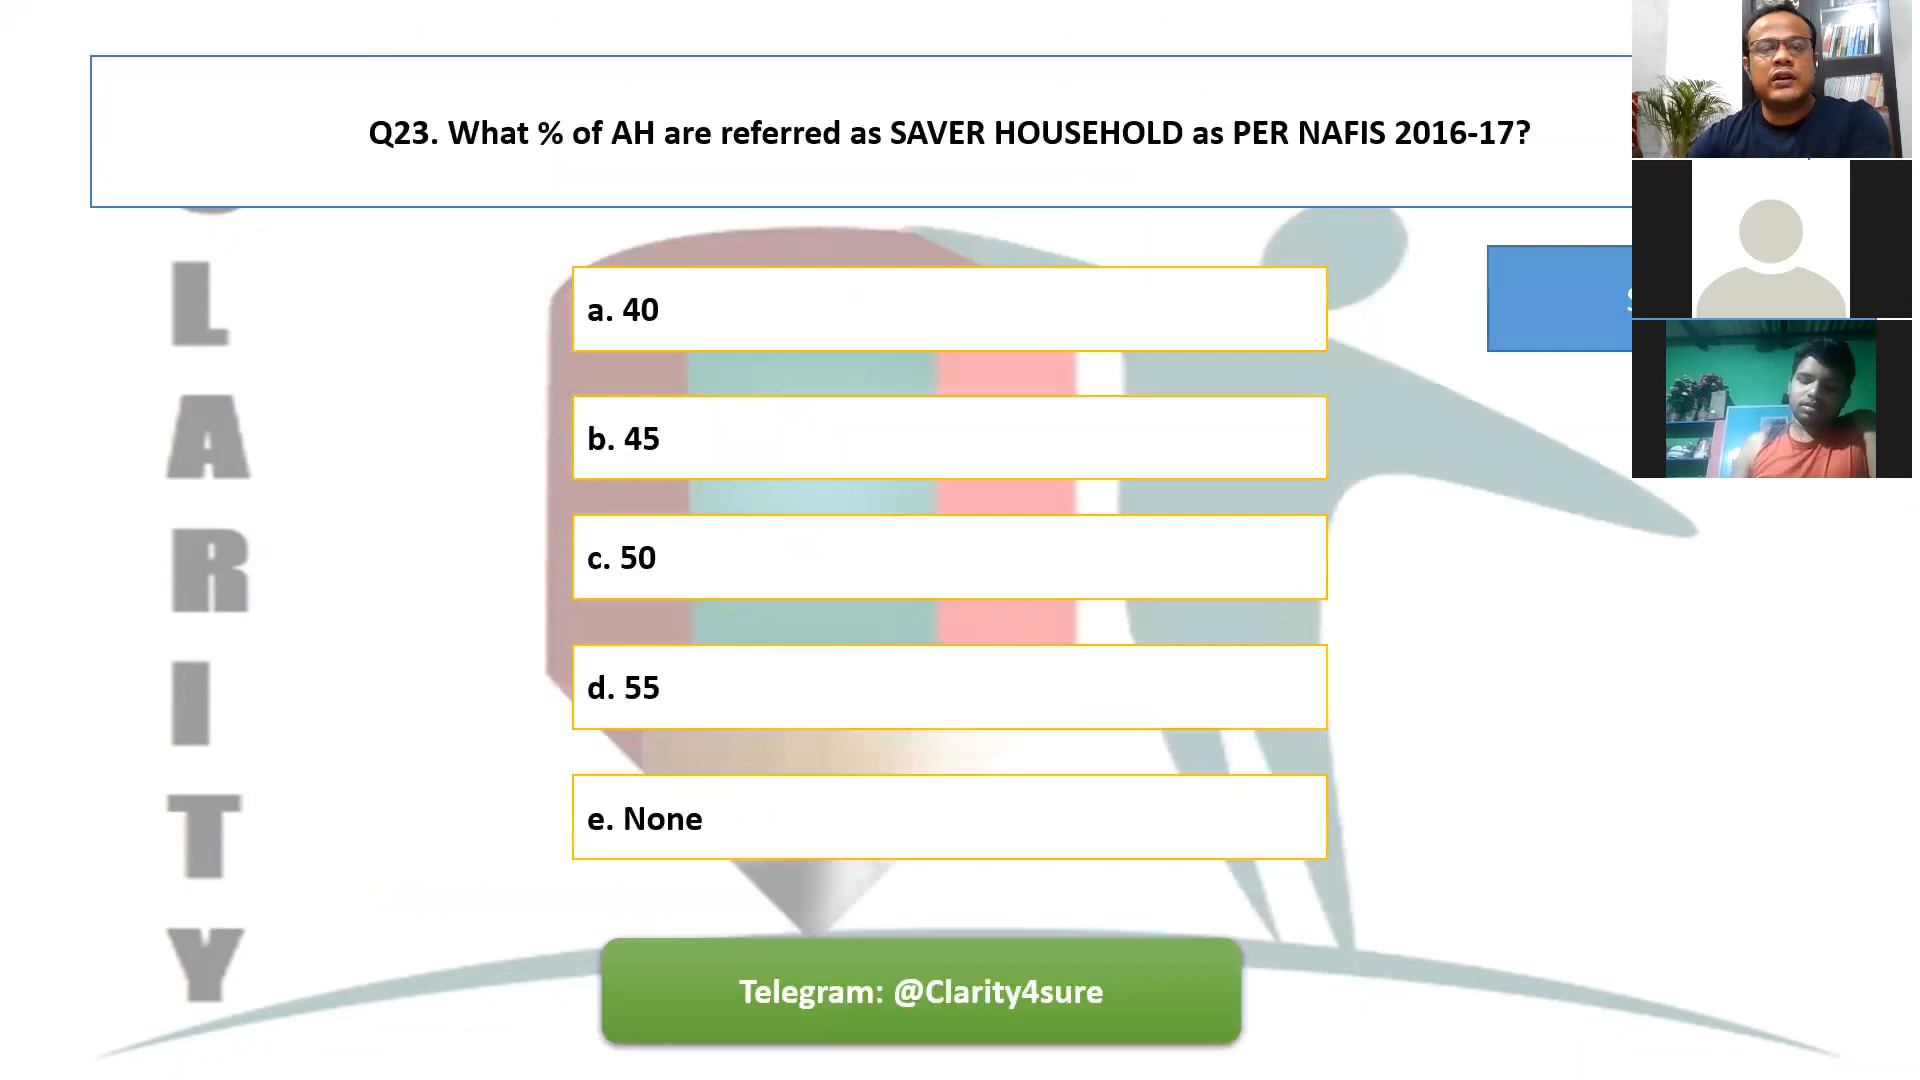 Q23. What % of AH are referred as SAVER HOUSEHOLD as PER NAFIS 2016-17?
a. 40
b. 45
c. 50
d. 55
e. None
L
A
R
I
T
Y
Telegram: @Clarity4sure